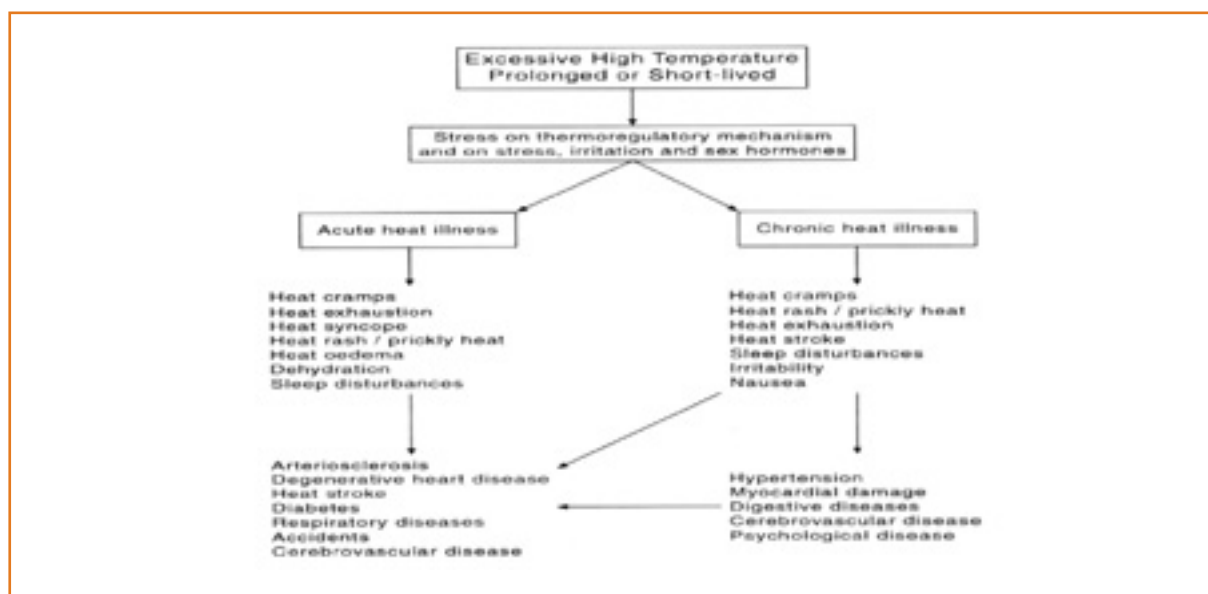 Excessive High Temperature
Prolonged or Short-lived
Stress on thermoregulatory mechanism
and on stress, irritation and sex hormones
Acute heat illness
Chronic heat illness
Heat cramps
Heat exhaustion
Heat syncope
Heat rash / prickly heat
Heat oedema
Dehydration
Sleep disturbances
Heat cramps
Heat rash / prickly heat
Heat exhaustion
Heat stroke
Sleep disturbances
Irritability
Nausea
Arteriosclerosis
Degenerative heart disease
Heat stroke
Diabetes
Respiratory diseases
Accidents
Cerebrovascular disease
Hypertension
Myocardial damage
Digestive diseases
Cerebrovascular disease
Psychological disease